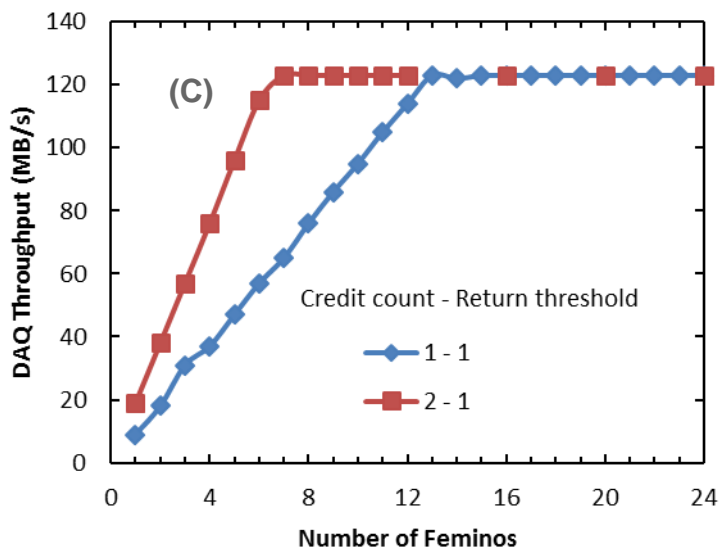 140
120
100
80
60
40
20
0
DAQ Throughput (MB/s)
(C)
Credit count - Return threshold
1 - 1
2 - 1
0 4 8 12 16 20 24
Number of Feminos